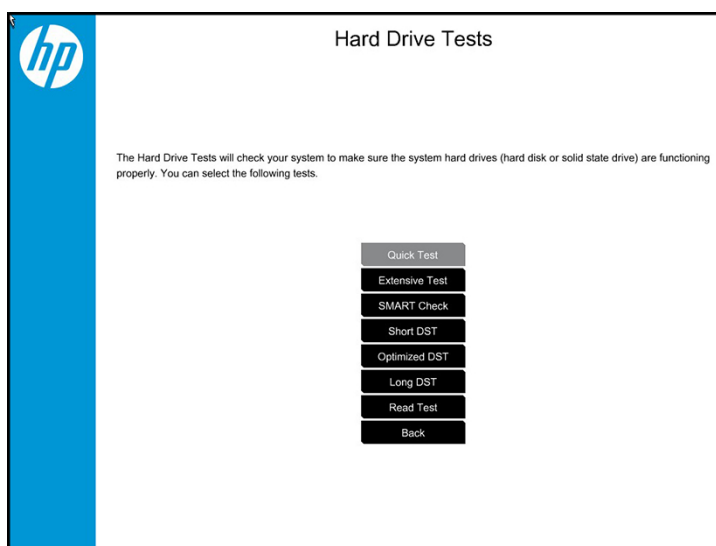 hp
Hard Drive Tests
The Hard Drive Tests will check your system to make sure the system hard drives (hard disk or solid state drive) are functioning
properly. You can select the following tests.
Quick Test
Extensive Test
SMART Check
Short DST
Optimized DST
Long DST
Read Test
Back